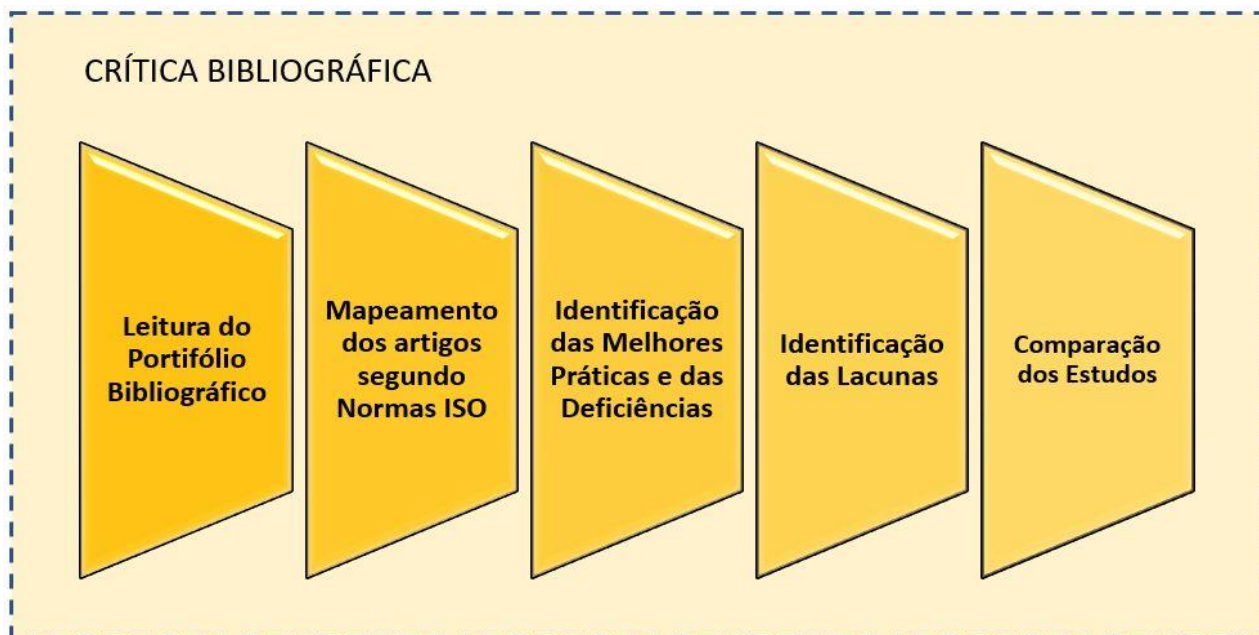 CRÍTICA BIBLIOGRÁFICA
Leitura do
Portifólio
Bibliográfico
Mapeamento
dos artigos
segundo
Normas ISO
Identificação
das Melhores
Práticas e das
Deficiências
Identificação
das Lacunas
Comparação
dos Estudos